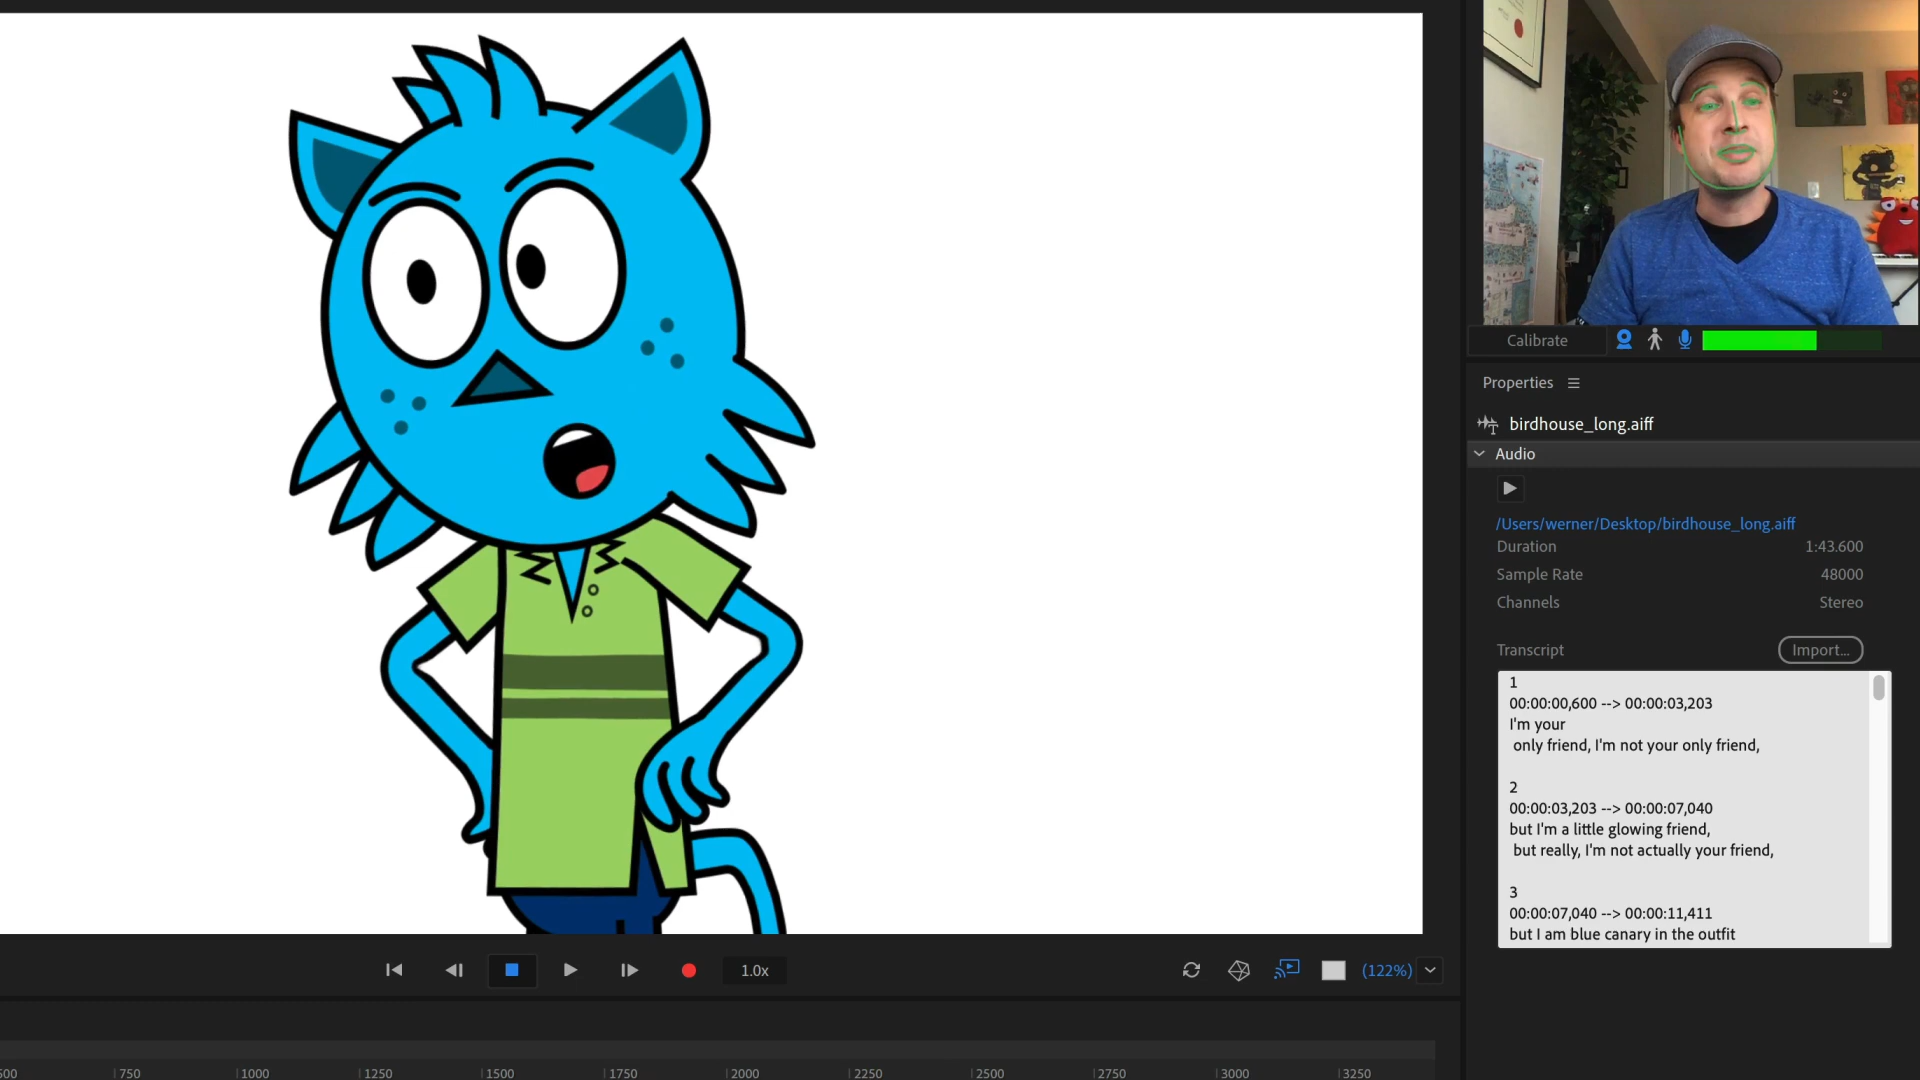 Calibrate
Properties
birdhouse_long.aiff
Audio
/Users/werner/Desktop/birdhouse_long.aiff
Duration 1:43.600
Sample Rate 48000
Channels Stereo
Transcript Import...
1
00:00:00,600 --> 00:00:03,203
I'm your
only friend, I'm not your only friend,
2
00:00:03,203 --> 00:00:07,040
but I'm a little glowing friend,
but really, I'm not actually your friend,
3
00:00:07,040 --> 00:00:11,411
but I am blue canary in the outfit
1.0x (122%)
500 750 1000 1250 1500 1750 2000 2250 2500 2750 3000 3250